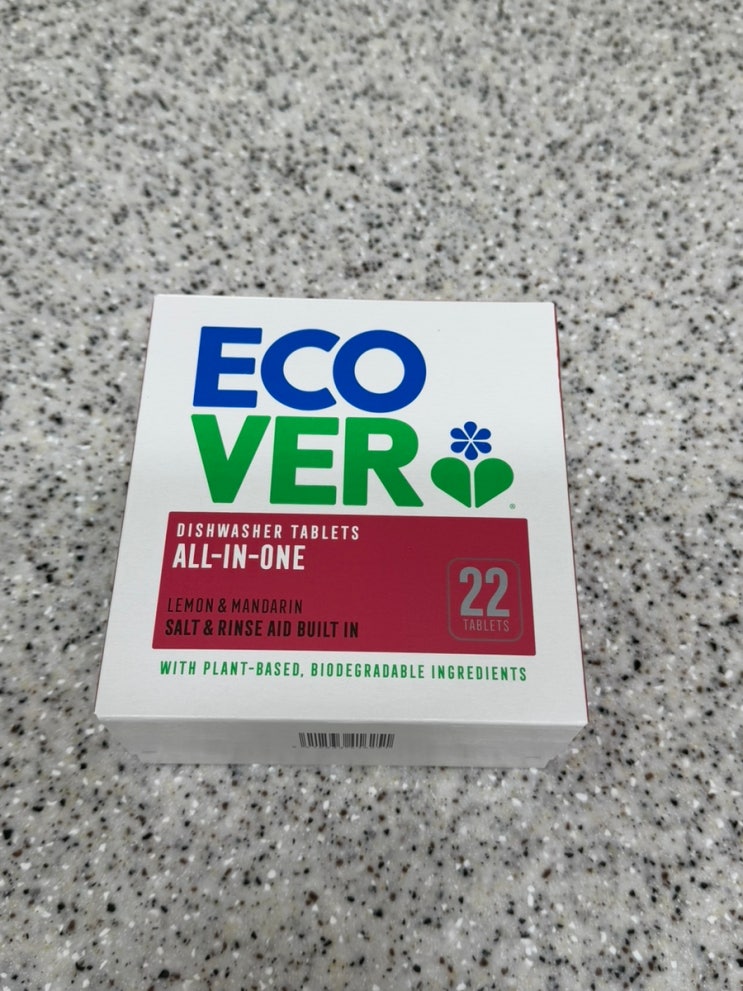 ECO
VER
DISHWASHER TABLETS
ALL-IN-ONE
LEMON & MANDARIN
SALT & RINSE AID BUILT IN
22
TABLETS
WITH PLANT-BASED, BIODEGRADABLE INGREDIENTS